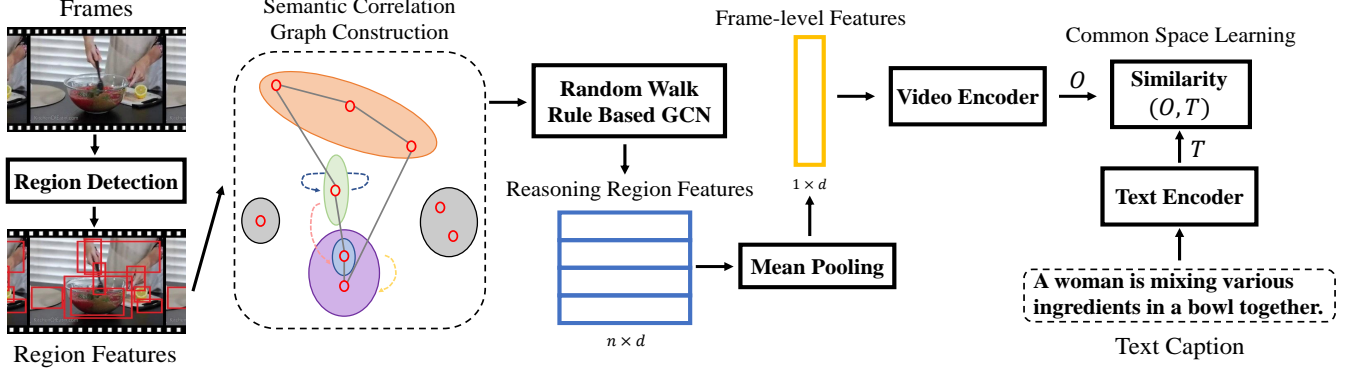 Frames
Region Detection
Region Features
Semantic Correlation
Graph Construction
Random Walk
Rule Based GCN
Reasoning Region Features
n × d
Mean Pooling
Frame-level Features
1 × d
Video Encoder
O
Common Space Learning
Similarity
(O, T)
T
Text Encoder
A woman is mixing various
ingredients in a bowl together.
Text Caption